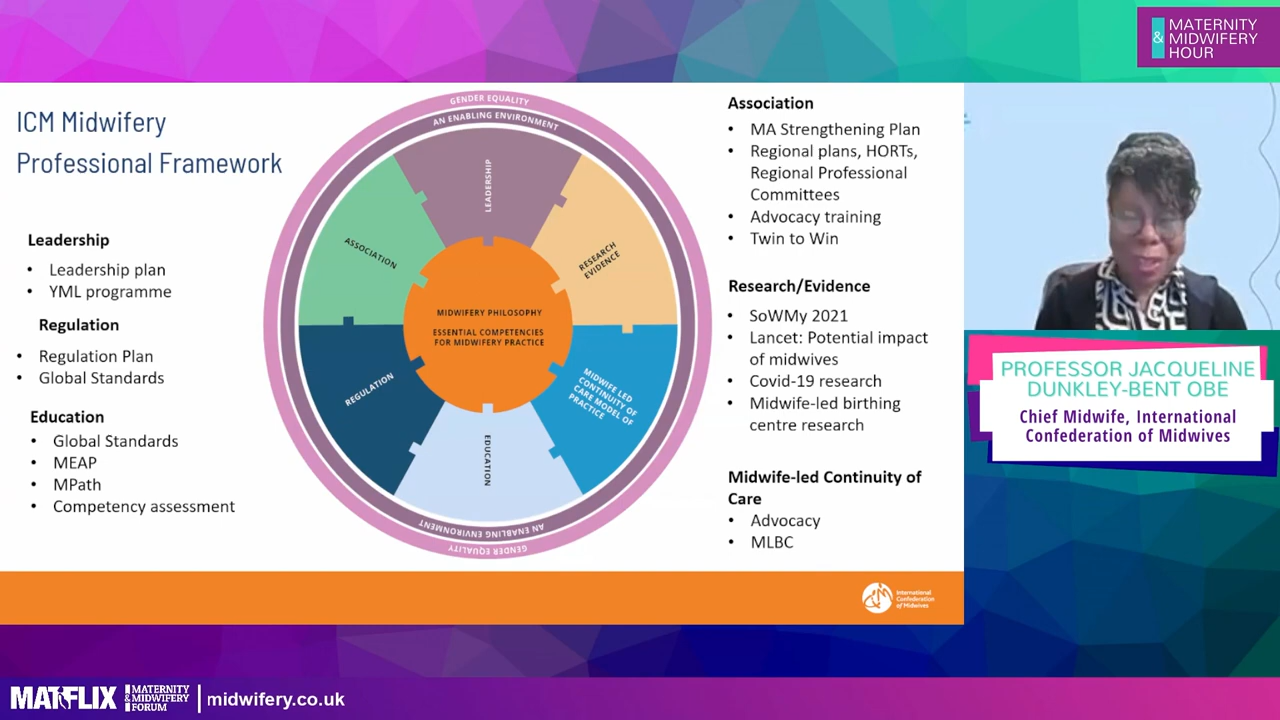 &
MATERNITY
MIDWIFERY
HOUR
ICM Midwifery
Professional Framework
Leadership
• Leadership plan
• YML programme
Regulation
• Regulation Plan
• Global Standards
Education
• Global Standards
• MEAP
• MPath
• Competency assessment
GENDER EQUALITY
AN ENABLING ENVIRONMENT
LEADERSHIP
ASSOCIATION
RESEARCH
EVIDENCE
MIDWIFERY PHILOSOPHY
ESSENTIAL COMPETENCIES
FOR MIDWIFERY PRACTICE
REGULATION
MIDWIFE LED
CONTINUITY OF
CARE MODEL OF
PRACTICE
EDUCATION
AN ENABLING ENVIRONMENT
GENDER EQUALITY
Association
• MA Strengthening Plan
• Regional plans, HORTs,
Regional Professional
Committees
• Advocacy training
• Twin to Win
Research/Evidence
• SoWMy 2021
• Lancet: Potential impact
of midwives
• Covid-19 research
• Midwife-led birthing
centre research
Midwife-led Continuity of
Care
• Advocacy
• MLBC
International
Confederation
of Midwives
PROFESSOR JACQUELINE
DUNKLEY-BENT OBE
Chief Midwife, International
Confederation of Midwives
MATFLIX
MATERNITY
& MIDWIFERY
FORUM
midwifery.co.uk